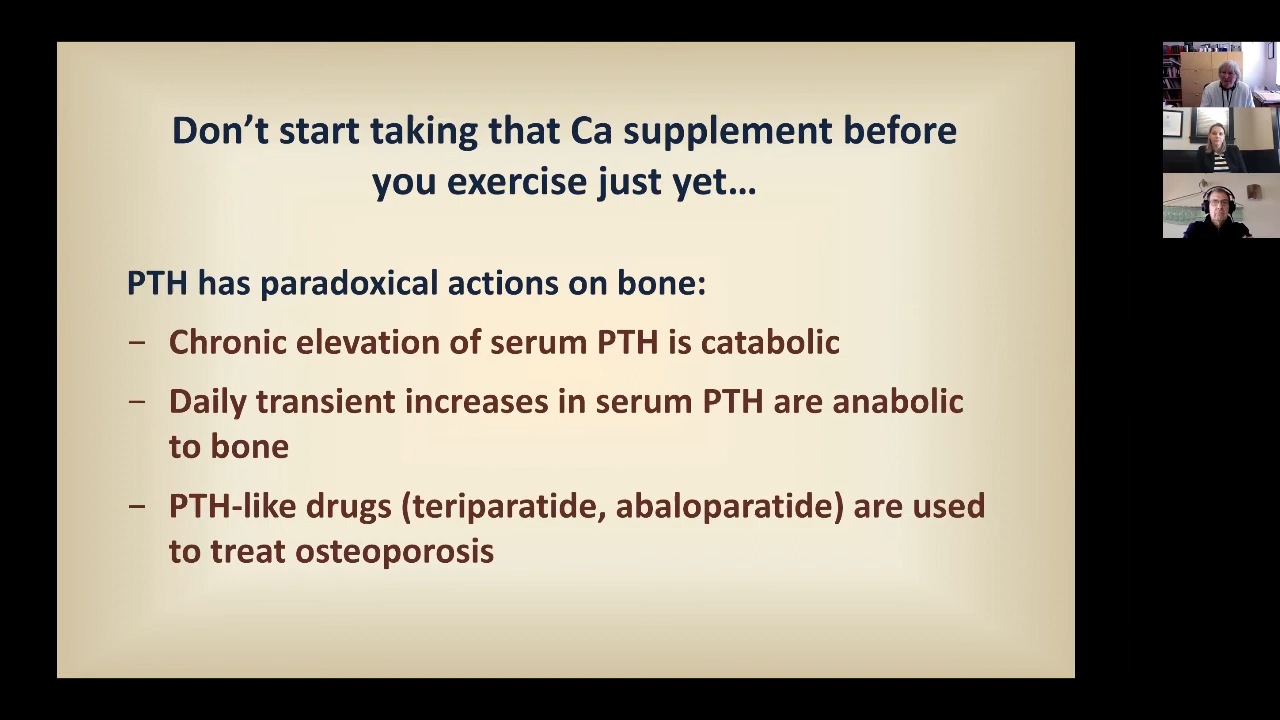 Don’t start taking that Ca supplement before
you exercise just yet…
PTH has paradoxical actions on bone:
− Chronic elevation of serum PTH is catabolic
− Daily transient increases in serum PTH are anabolic
to bone
− PTH-like drugs (teriparatide, abaloparatide) are used
to treat osteoporosis